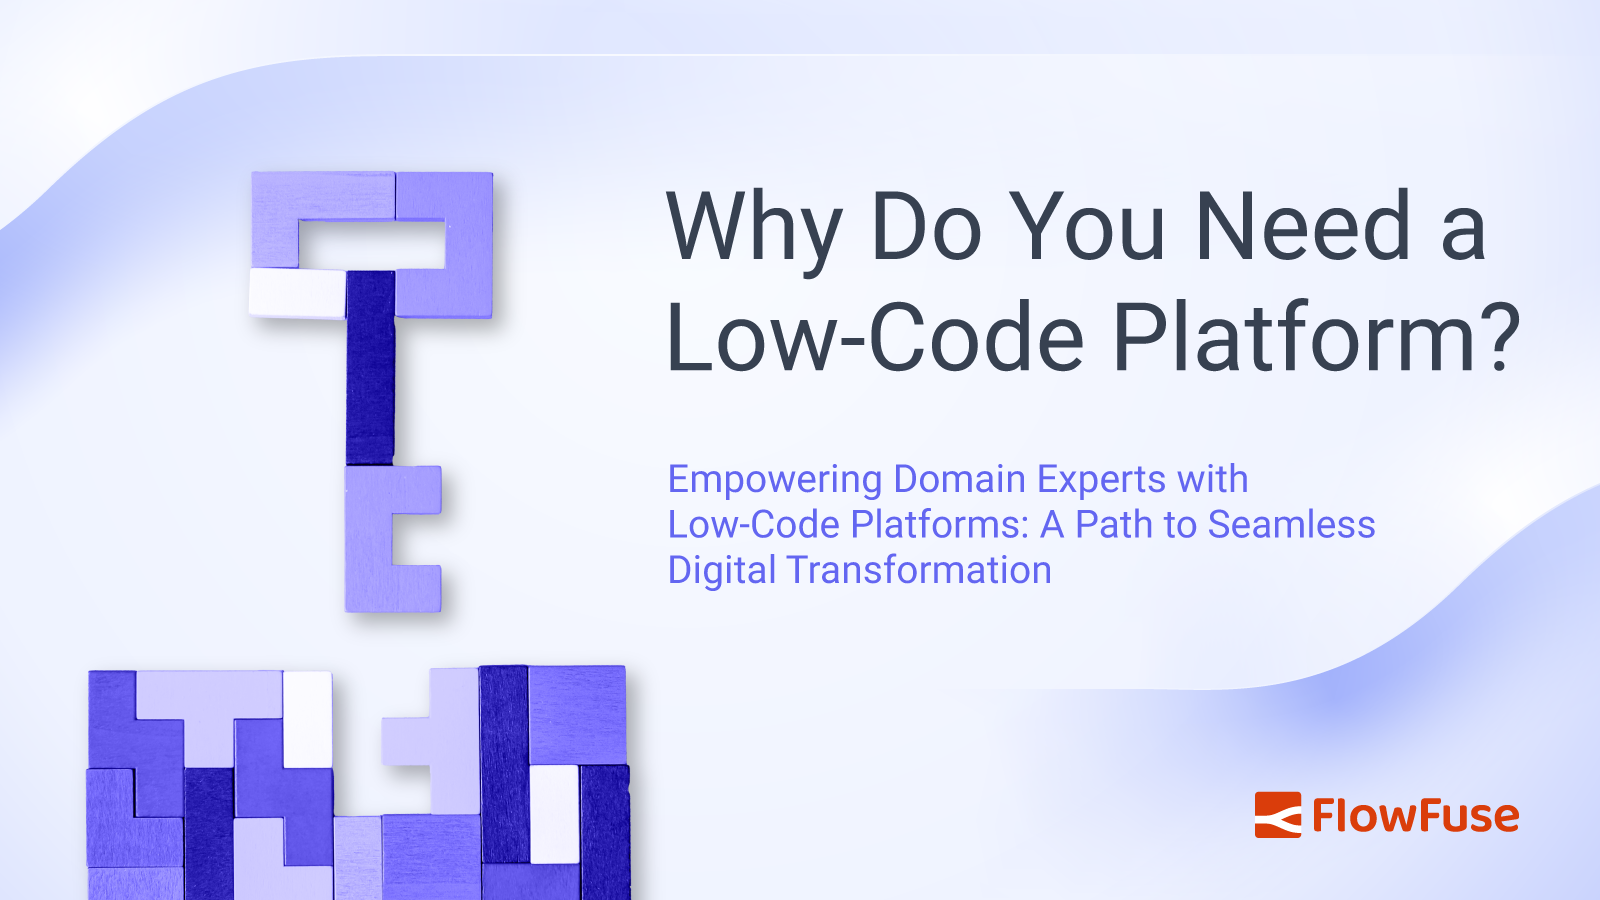 Why Do You Need a
Low-Code Platform?
Empowering Domain Experts with
Low-Code Platforms: A Path to Seamless
Digital Transformation
FlowFuse